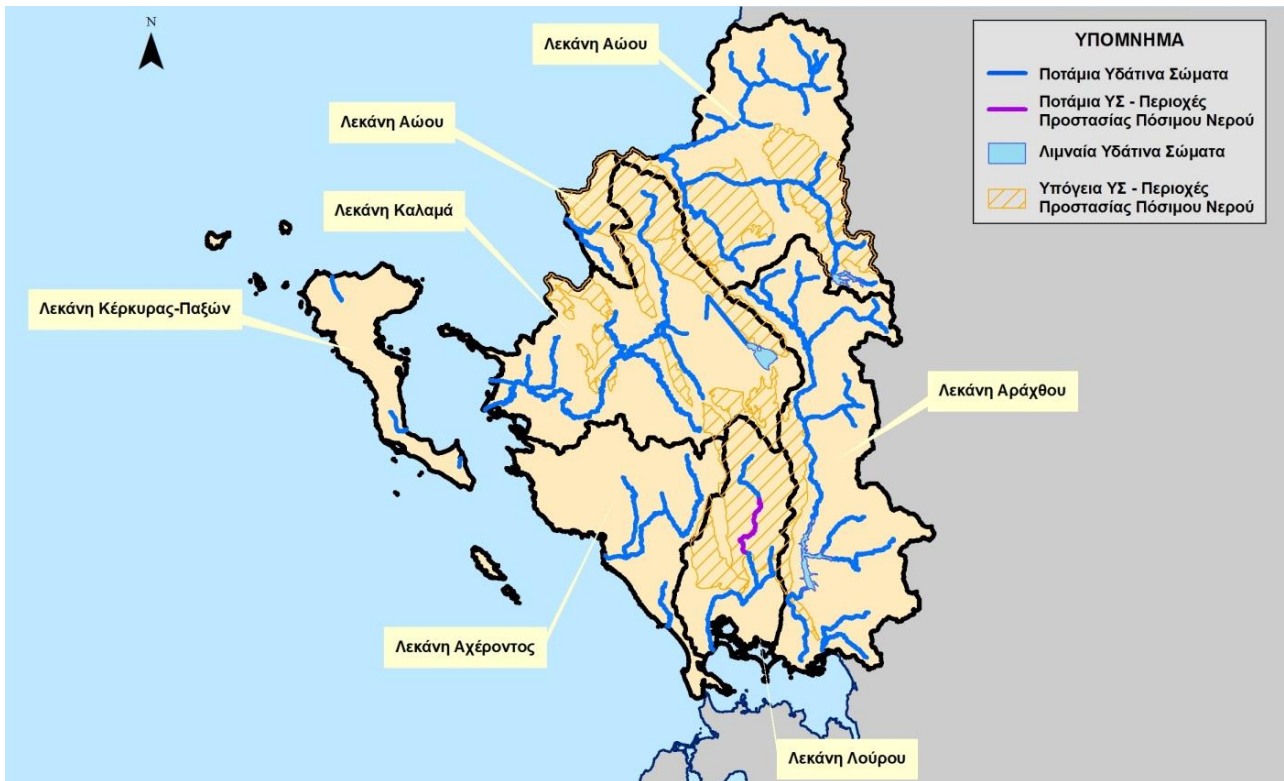 N
Λεκάνη Αώου
Λεκάνη Αώου
Λεκάνη Καλαμά
Λεκάνη Κέρκυρας-Παξών
Λεκάνη Αράχθου
Λεκάνη Αχέροντος
Λεκάνη Λούρου
ΥΠΟΜΝΗΜΑ
Ποτάμια Υδάτινα Σώματα
Ποτάμια ΥΣ - Περιοχές
Προστασίας Πόσιμου Νερού
Λιμναία Υδάτινα Σώματα
Υπόγεια ΥΣ - Περιοχές
Προστασίας Πόσιμου Νερού